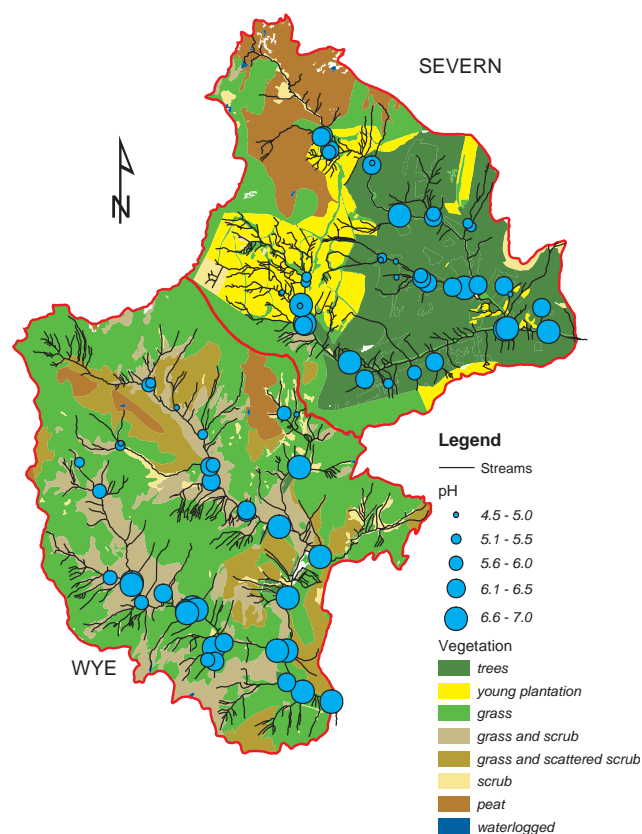 SEVERN
N
WYE
Legend
Streams
pH
4.5 - 5.0
5.1 - 5.5
5.6 - 6.0
6.1 - 6.5
6.6 - 7.0
Vegetation
trees
young plantation
grass
grass and scrub
grass and scattered scrub
scrub
peat
waterlogged